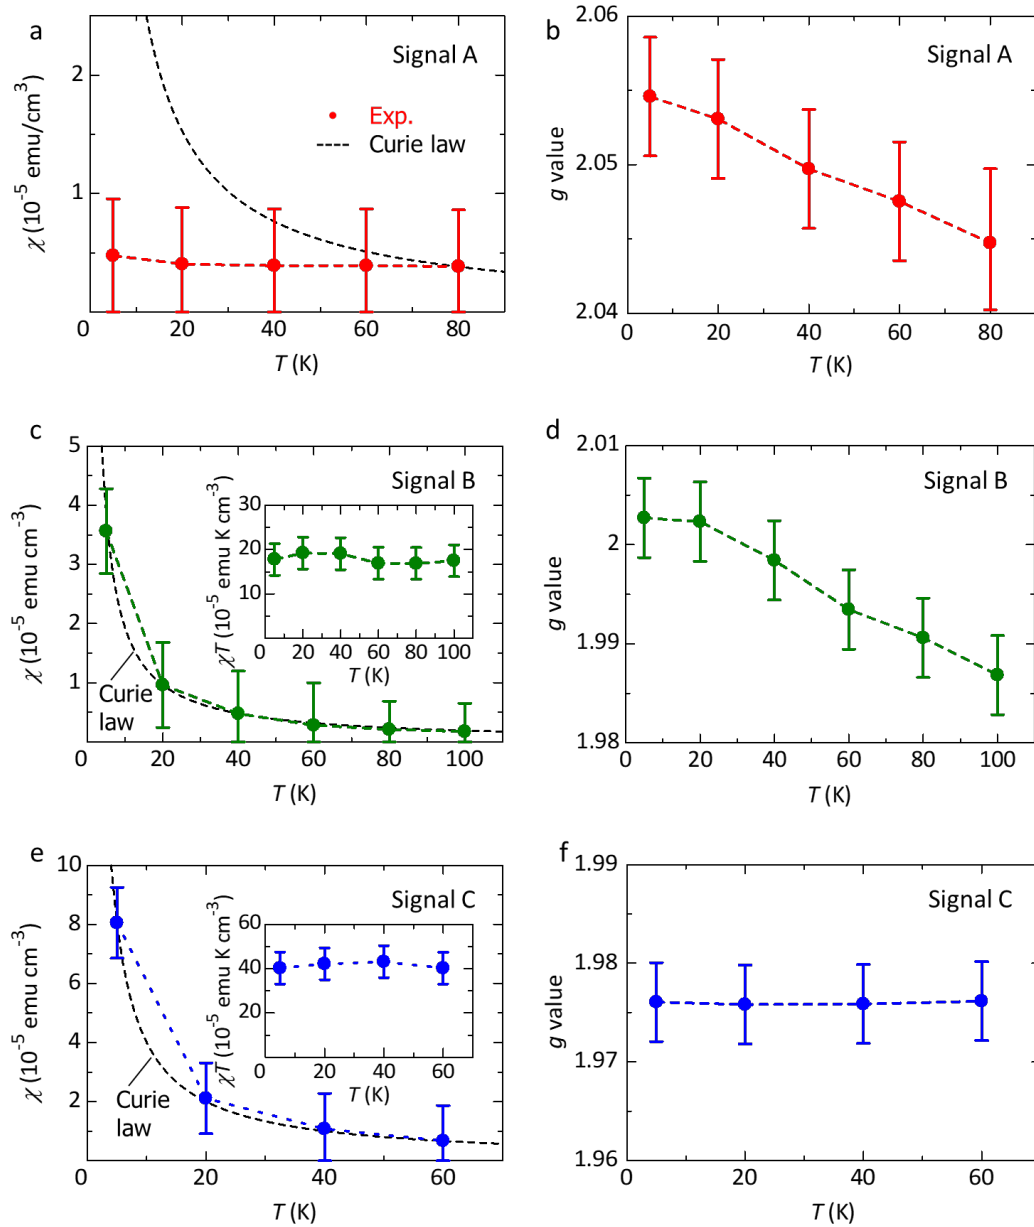 a
Signal A
Exp.
Curie law
2
1
χ (10⁻⁵ emu/cm³)
0
20
40
60
80
T (K)
b
Signal A
2.06
2.05
2.04
g value
0
20
40
60
80
T (K)
c
Signal B
5
4
3
2
1
χ (10⁻⁵ emu cm⁻³)
Curie
law
0
20
40
60
80
100
T (K)
30
20
10
χT (10⁻⁵ emu K cm⁻³)
0
20
40
60
80
100
T (K)
d
Signal B
2.01
2
1.99
1.98
g value
0
20
40
60
80
100
T (K)
e
Signal C
10
8
6
4
2
χ (10⁻⁵ emu cm⁻³)
Curie
law
0
20
40
60
T (K)
60
40
20
χT (10⁻⁵ emu K cm⁻³)
0
20
40
60
T (K)
f
Signal C
1.99
1.98
1.97
1.96
g value
0
20
40
60
T (K)